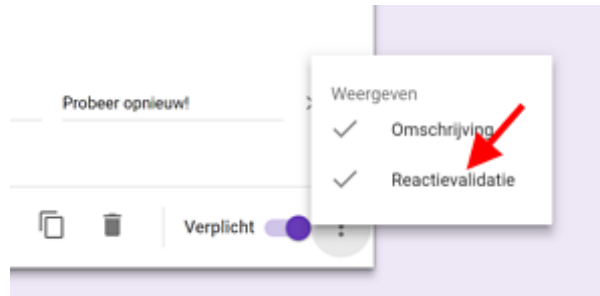 Weergeven
Probeer opnieuw!
Omschrijving
Reactievalidatie
Verplicht